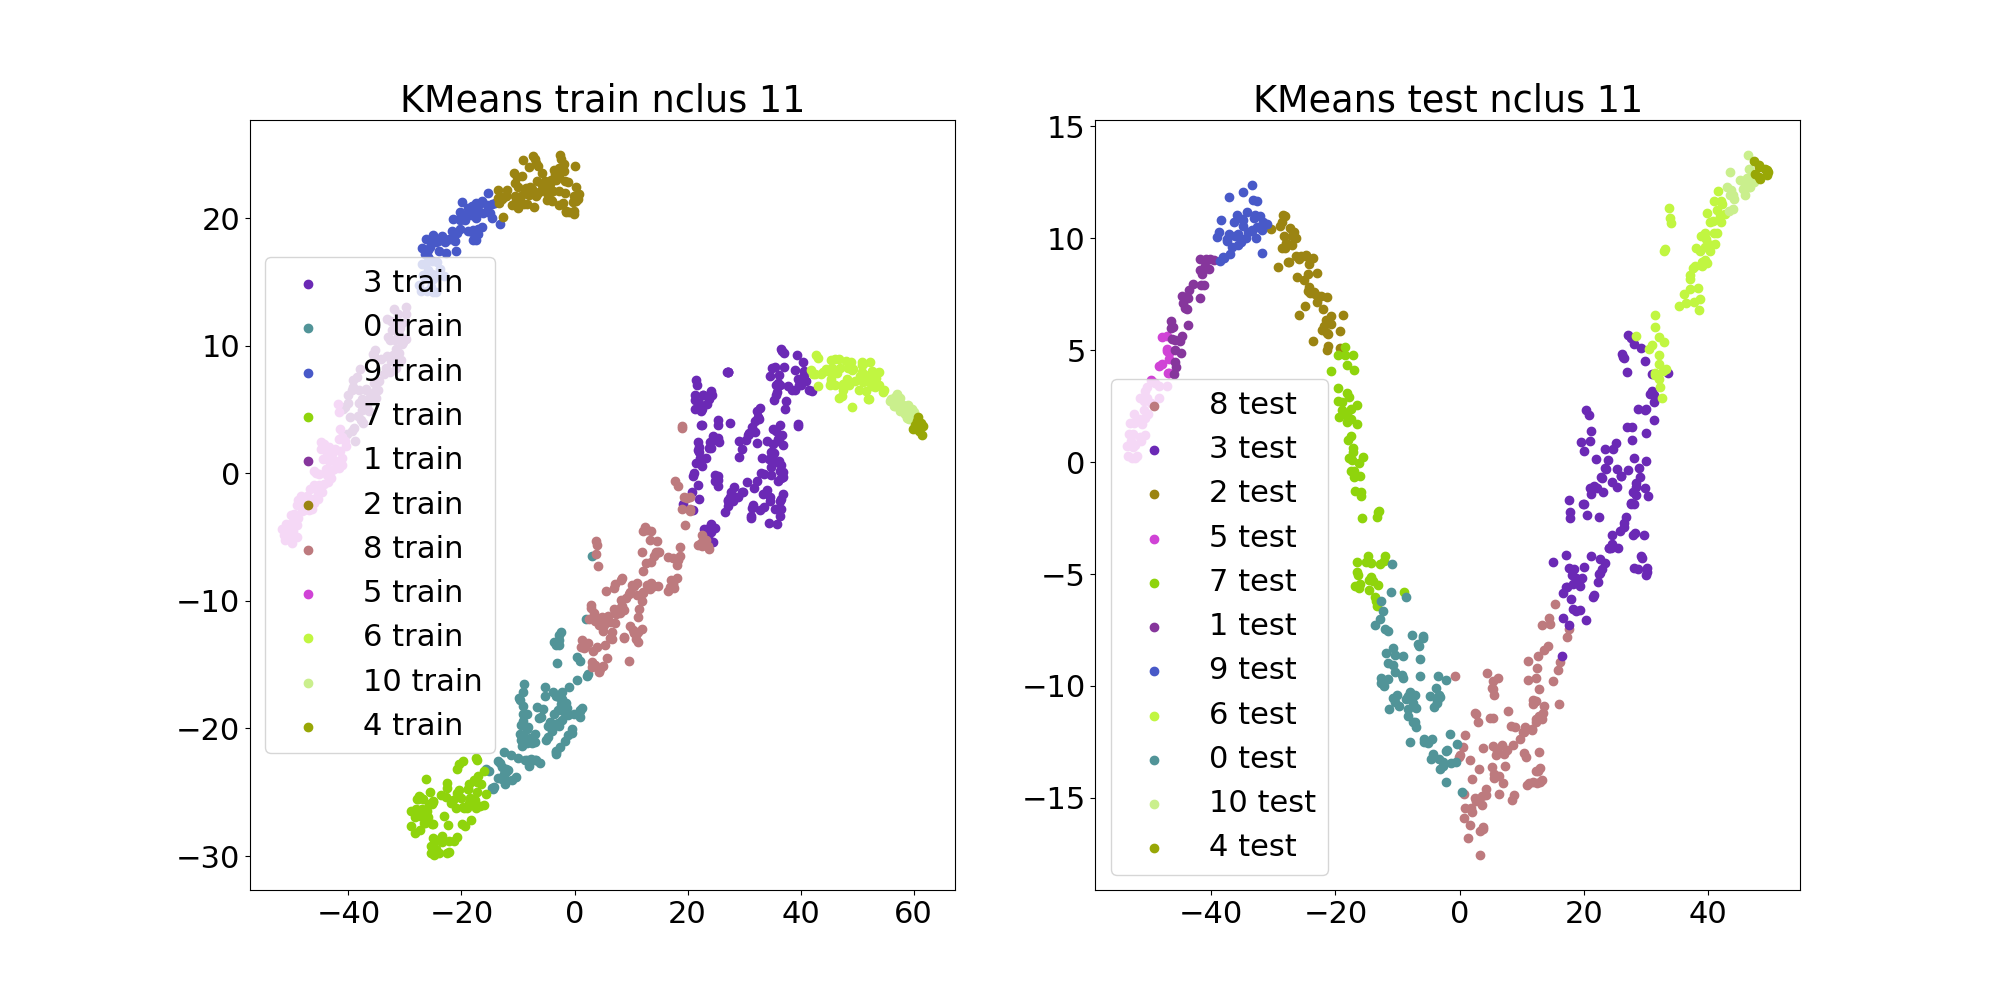 KMeans train nclus 11
20
10
0
−10
−20
−30
3 train
0 train
9 train
7 train
1 train
2 train
8 train
5 train
6 train
10 train
4 train
−40
−20
0
20
40
60
KMeans test nclus 11
15
10
5
0
−5
−10
−15
8 test
3 test
2 test
5 test
7 test
1 test
9 test
6 test
0 test
10 test
4 test
−40
−20
0
20
40